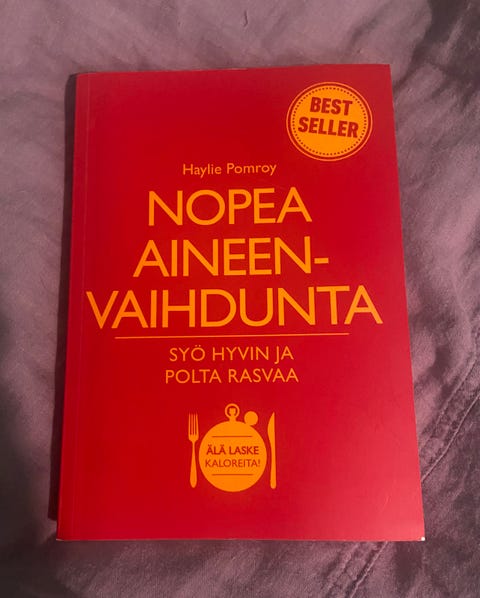 BEST
SELLER
Haylie Pomroy
NOPEA
AINEEN-
VAIHDUNTA
SYÖ HYVIN JA
POLTA RASVAA
ÄLÄ LASKE
KALOREITA!